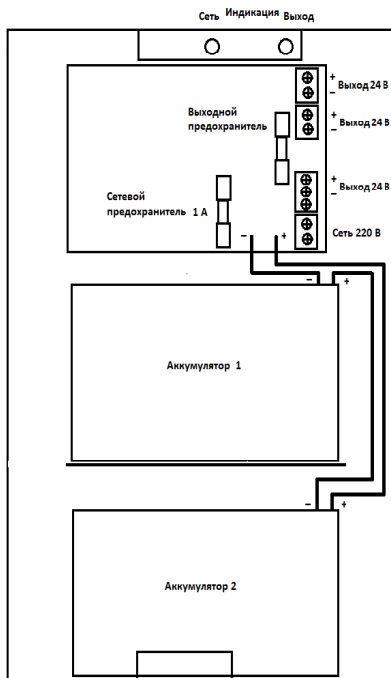 Сеть Индикация Выход
+ Выход 24 В
−
Выходной
предохранитель
+ Выход 24 В
−
Сетевой
предохранитель 1 А
+
− Выход 24 В
− + Сеть 220 В
− +
Аккумулятор 1
− +
Аккумулятор 2